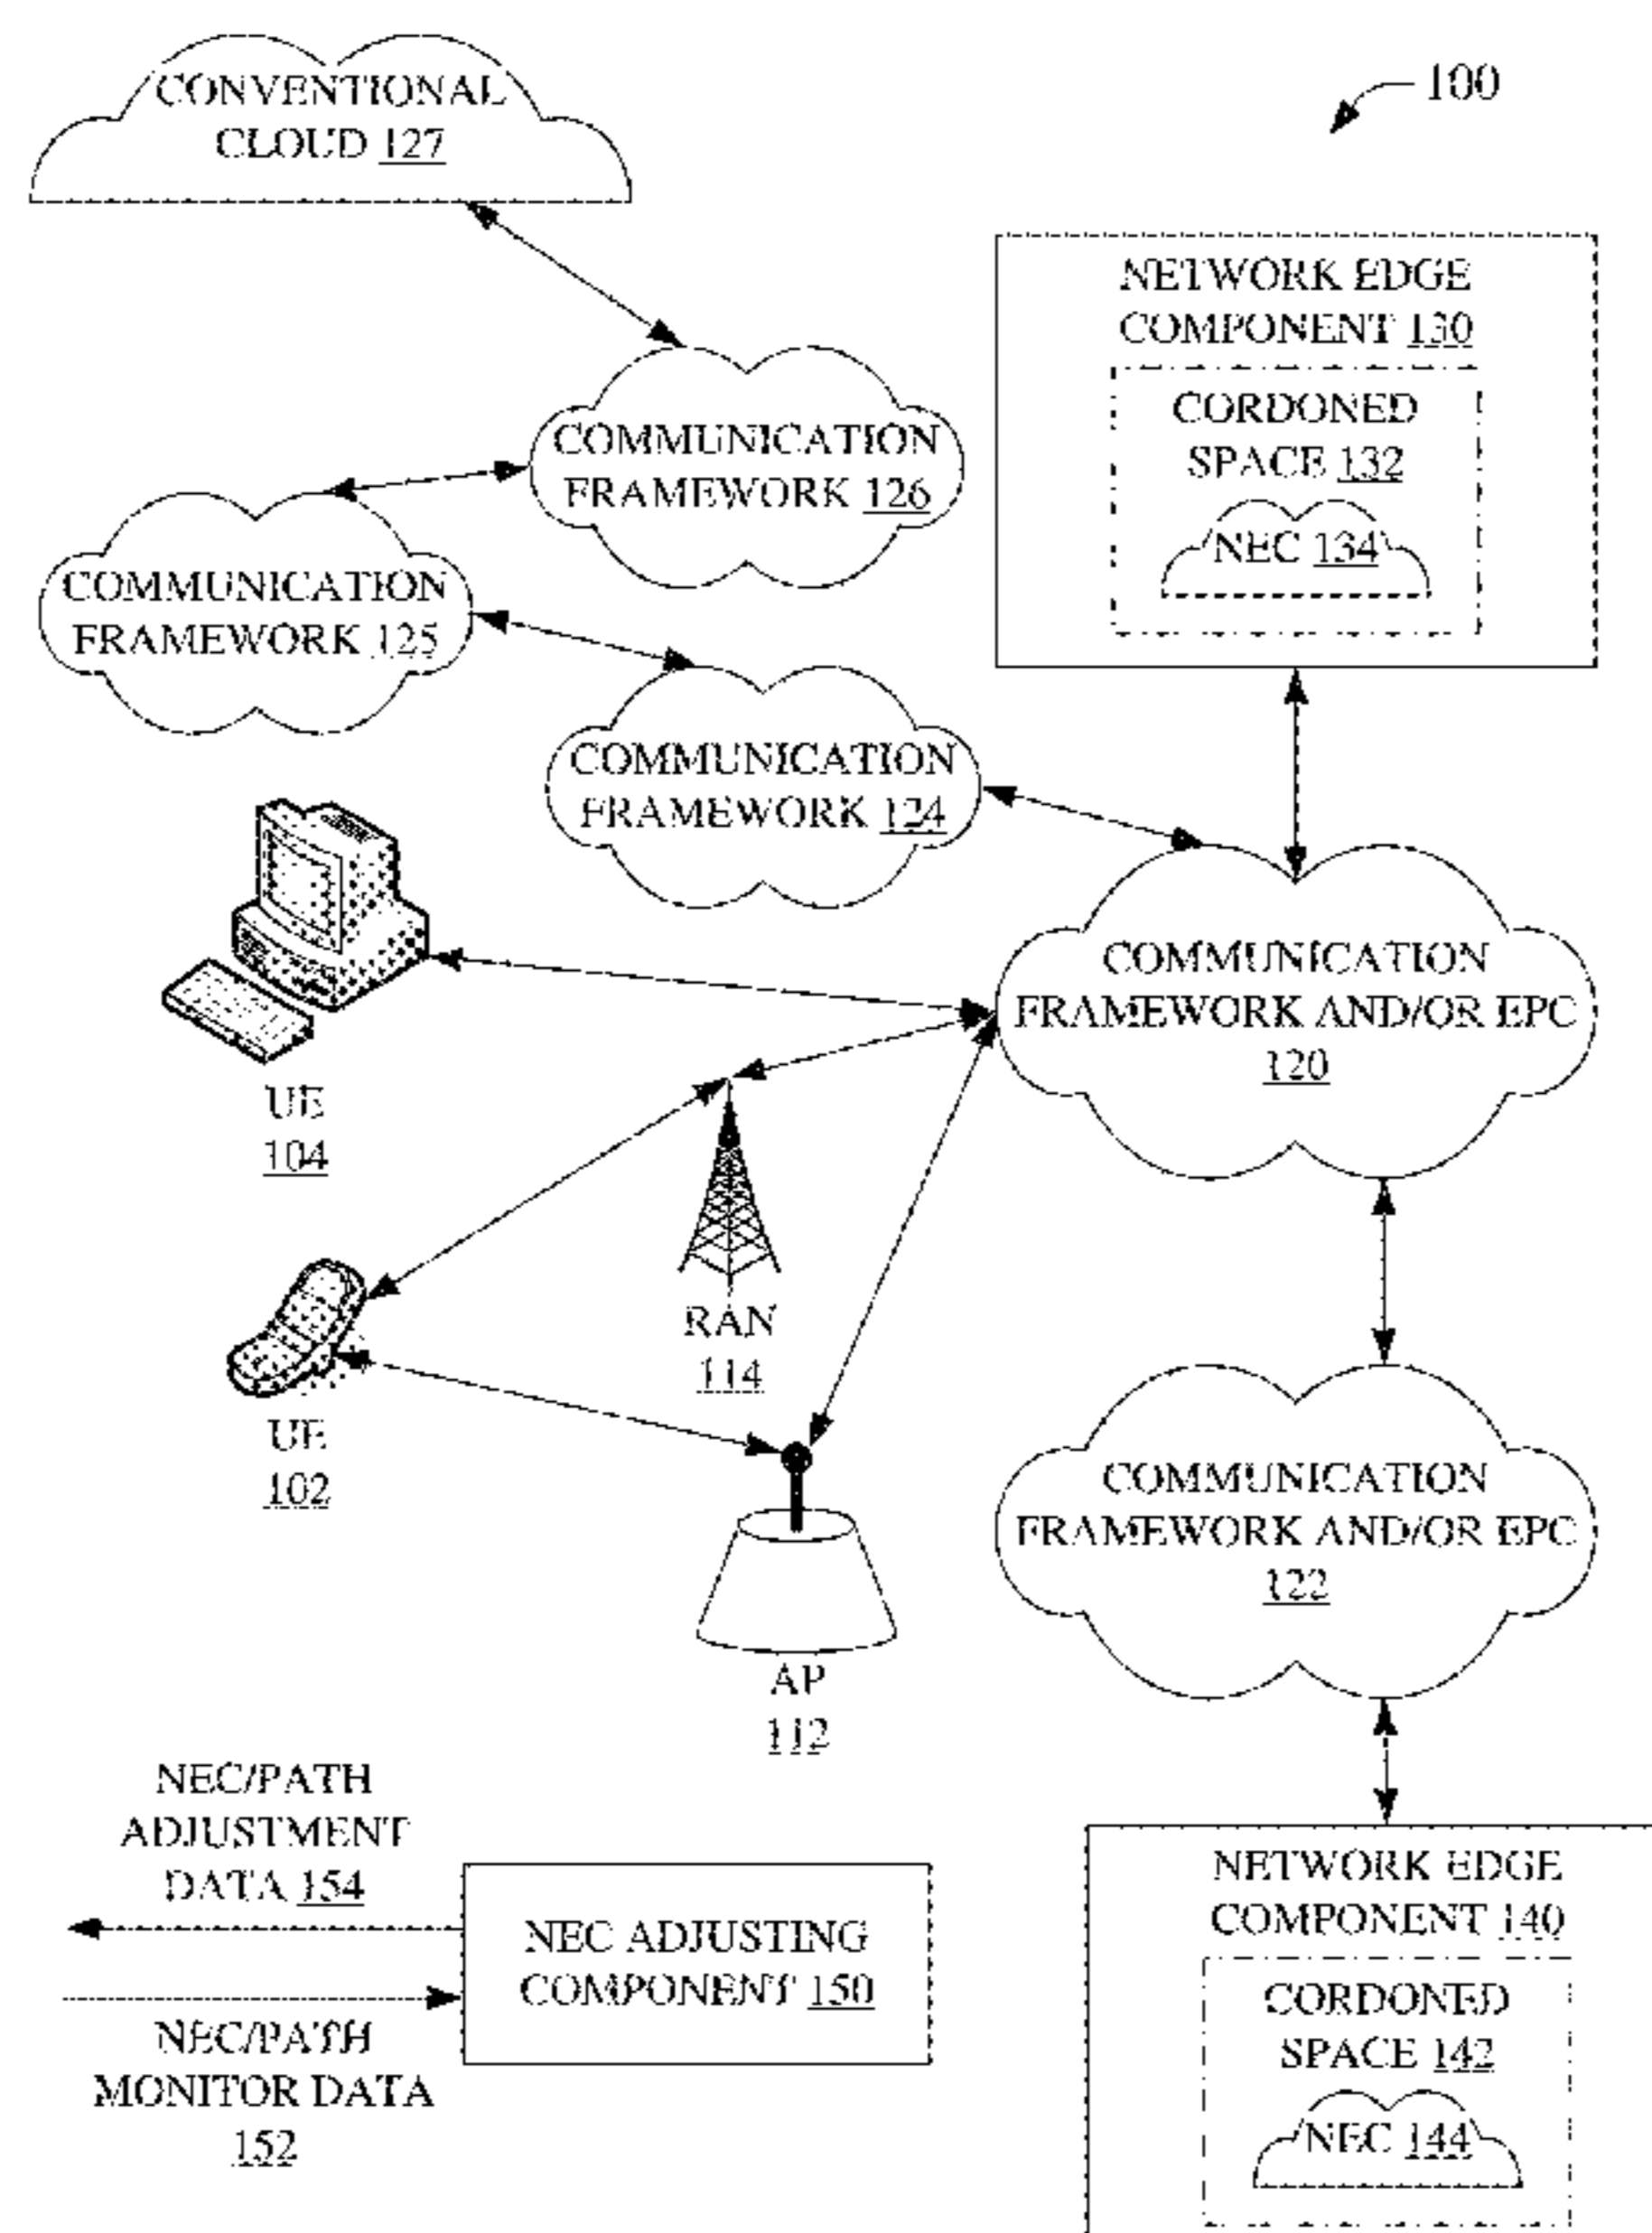 CONVENTIONAL
CLOUD 127
100
NETWORK EDGE
COMPONENT 130
CORDONED
SPACE 132
NEC 134
COMMUNICATION
FRAMEWORK 126
COMMUNICATION
FRAMEWORK 125
COMMUNICATION
FRAMEWORK 124
COMMUNICATION
FRAMEWORK AND/OR EPC
120
UE
104
RAN
114
UE
102
COMMUNICATION
FRAMEWORK AND/OR EPC
122
AP
112
NEC/PATH
ADJUSTMENT
DATA 154
NEC ADJUSTING
COMPONENT 150
NEC/PATH
MONITOR DATA
152
NETWORK EDGE
COMPONENT 140
CORDONED
SPACE 142
NEC 144